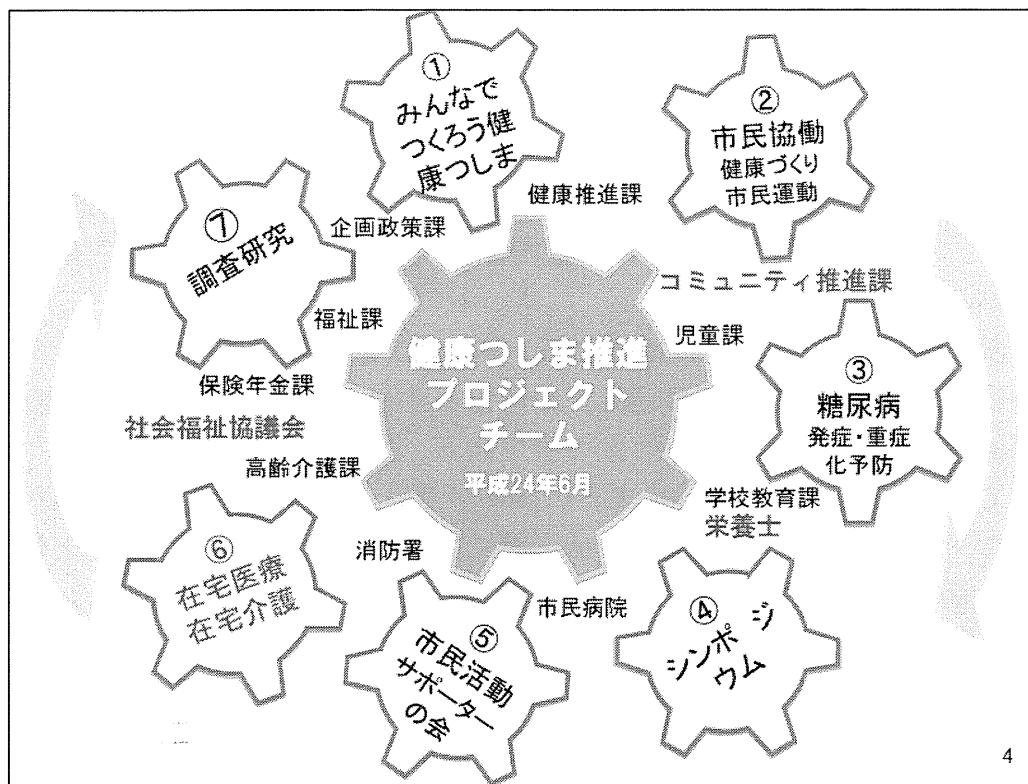 ①
みんなで
つくろう健
康つしま
②
市民協働
健康づくり
市民運動
健康推進課
企画政策課
⑦
調査研究
コミュニティ推進課
福祉課
児童課
健康つしま推進
プロジェクト
チーム
平成24年6月
③
糖尿病
発症・重症
化予防
保険年金課
社会福祉協議会
高齢介護課
学校教育課
栄養士
消防署
⑥
在宅医療
在宅介護
市民病院
④
シンポジ
ウム
⑤
市民活動
サポーター
の会
4